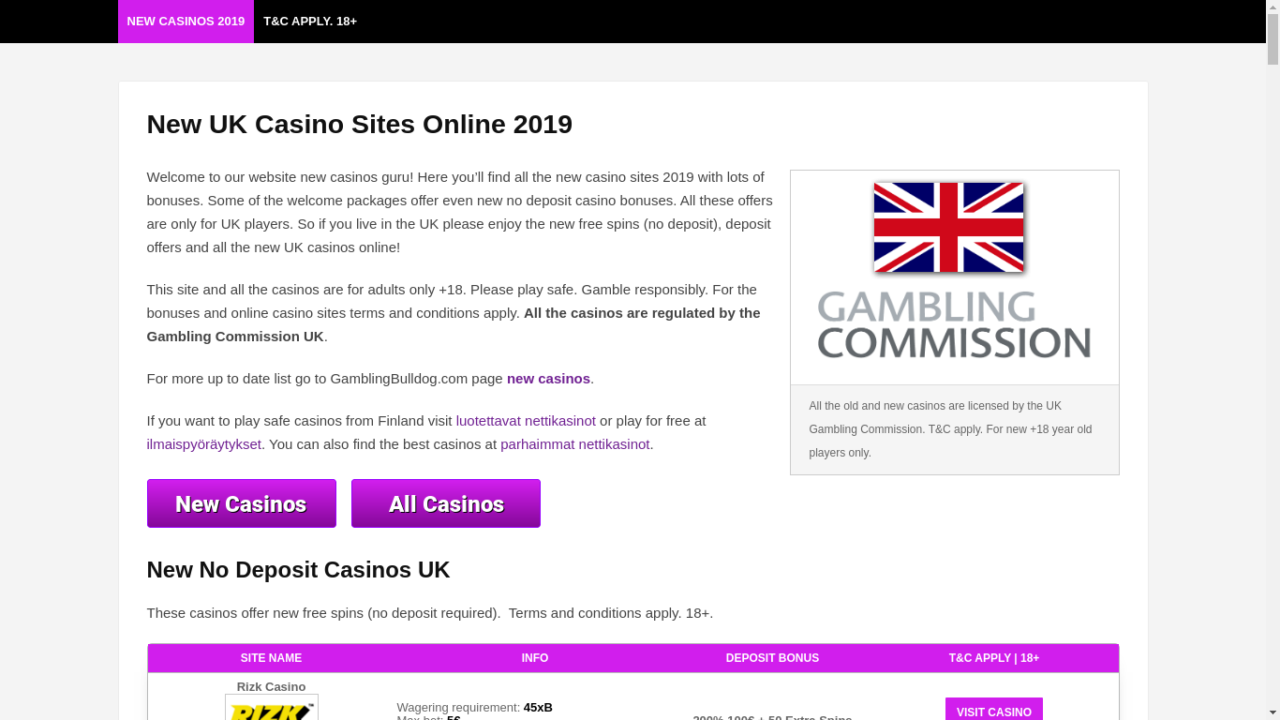 NEW CASINOS 2019 T&C APPLY. 18+
New UK Casino Sites Online 2019
Welcome to our website new casinos guru! Here you’ll find all the new casino sites 2019 with lots of
bonuses. Some of the welcome packages offer even new no deposit casino bonuses. All these offers
are only for UK players. So if you live in the UK please enjoy the new free spins (no deposit), deposit
offers and all the new UK casinos online!
This site and all the casinos are for adults only +18. Please play safe. Gamble responsibly. For the
bonuses and online casino sites terms and conditions apply. All the casinos are regulated by the
Gambling Commission UK.
For more up to date list go to GamblingBulldog.com page new casinos.
If you want to play safe casinos from Finland visit luotettavat nettikasinot or play for free at
ilmaispyöräytykset. You can also find the best casinos at parhaimmat nettikasinot.
GAMBLING
COMMISSION
All the old and new casinos are licensed by the UK
Gambling Commission. T&C apply. For new +18 year old
players only.
New Casinos All Casinos
New No Deposit Casinos UK
These casinos offer new free spins (no deposit required).  Terms and conditions apply. 18+.
SITE NAME INFO DEPOSIT BONUS T&C APPLY | 18+
Rizk Casino
RIZK
Wagering requirement: 45xB
Max bet: 5€
200% 100€ + 50 Extra Spins
VISIT CASINO